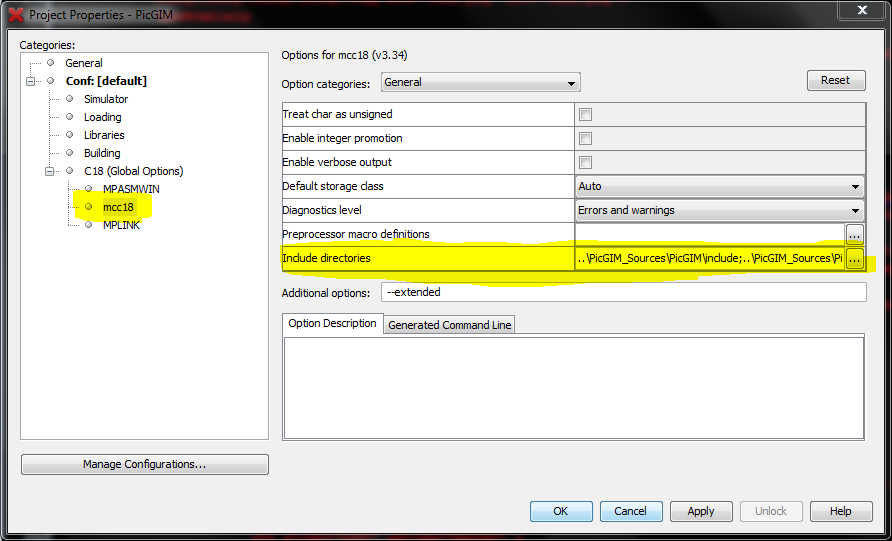 Project Properties - PicGIM
Categories:
General
Conf: [default]
Simulator
Loading
Libraries
Building
C18 (Global Options)
MPASMWIN
mcc18
MPLINK
Manage Configurations...
Options for mcc18 (v3.34)
Option categories: General Reset
Treat char as unsigned
Enable integer promotion
Enable verbose output
Default storage class Auto
Diagnostics level Errors and warnings
Preprocessor macro definitions ...
Include directories ..\PicGIM_Sources\PicGIM\include;..\PicGIM_Sources\Pi ...
Additional options: --extended
Option Description Generated Command Line
OK Cancel Apply Unlock Help